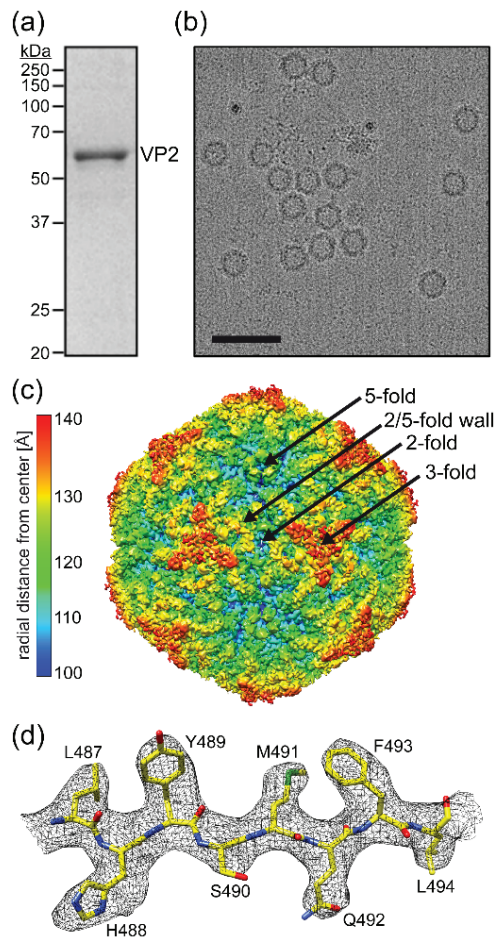 (a)
kDa
250
150
100
70
50
37
25
20
VP2
(b)
(c)
radial distance from center [Å]
140
130
120
110
100
5-fold
2/5-fold wall
2-fold
3-fold
(d)
L487
Y489
M491
F493
H488
S490
Q492
L494